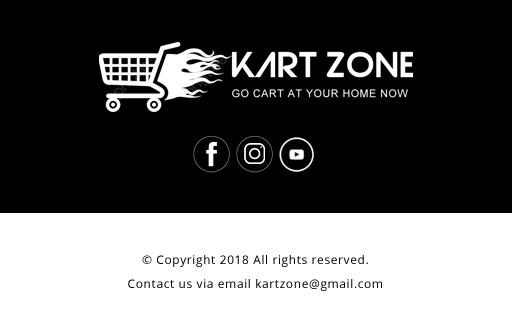 KART ZONE
GO CART AT YOUR HOME NOW
© Copyright 2018 All rights reserved.
Contact us via email kartzone@gmail.com